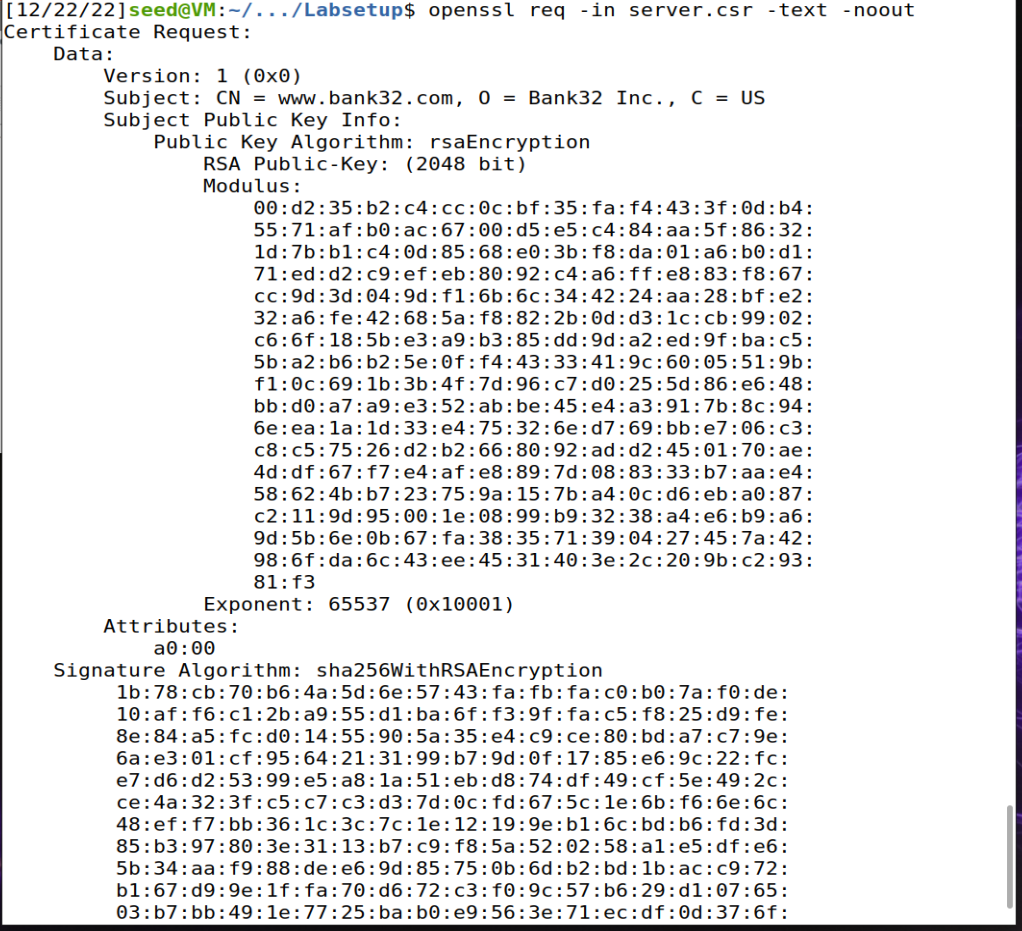 [12/22/22]seed@VM:~/.../Labsetup$ openssl req -in server.csr -text -noout
Certificate Request:
    Data:
        Version: 1 (0x0)
        Subject: CN = www.bank32.com, O = Bank32 Inc., C = US
        Subject Public Key Info:
            Public Key Algorithm: rsaEncryption
                RSA Public-Key: (2048 bit)
                Modulus:
                    00:d2:35:b2:c4:cc:0c:bf:35:fa:f4:43:3f:0d:b4:
                    55:71:af:b0:ac:67:00:d5:e5:c4:84:aa:5f:86:32:
                    1d:7b:b1:c4:0d:85:68:e0:3b:f8:da:01:a6:b0:d1:
                    71:ed:d2:c9:ef:eb:80:92:c4:a6:ff:e8:83:f8:67:
                    cc:9d:3d:04:9d:f1:6b:6c:34:42:24:aa:28:bf:e2:
                    32:a6:fe:42:68:5a:f8:82:2b:0d:d3:1c:cb:99:02:
                    c6:6f:18:5b:e3:a9:b3:85:dd:9d:a2:ed:9f:ba:c5:
                    5b:a2:b6:b2:5e:0f:f4:43:33:41:9c:60:05:51:9b:
                    f1:0c:69:1b:3b:4f:7d:96:c7:d0:25:5d:86:e6:48:
                    bb:d0:a7:a9:e3:52:ab:be:45:e4:a3:91:7b:8c:94:
                    6e:ea:1a:1d:33:e4:75:32:6e:d7:69:bb:e7:06:c3:
                    c8:c5:75:26:d2:b2:66:80:92:ad:d2:45:01:70:ae:
                    4d:df:67:f7:e4:af:e8:89:7d:08:83:33:b7:aa:e4:
                    58:62:4b:b7:23:75:9a:15:7b:a4:0c:d6:eb:a0:87:
                    c2:11:9d:95:00:1e:08:99:b9:32:38:a4:e6:b9:a6:
                    9d:5b:6e:0b:67:fa:38:35:71:39:04:27:45:7a:42:
                    98:6f:da:6c:43:ee:45:31:40:3e:2c:20:9b:c2:93:
                    81:f3
                Exponent: 65537 (0x10001)
        Attributes:
            a0:00
    Signature Algorithm: sha256WithRSAEncryption
         1b:78:cb:70:b6:4a:5d:6e:57:43:fa:fb:fa:c0:b0:7a:f0:de:
         10:af:f6:c1:2b:a9:55:d1:ba:6f:f3:9f:fa:c5:f8:25:d9:fe:
         8e:84:a5:fc:d0:14:55:90:5a:35:e4:c9:ce:80:bd:a7:c7:9e:
         6a:e3:01:cf:95:64:21:31:99:b7:9d:0f:17:85:e6:9c:22:fc:
         e7:d6:d2:53:99:e5:a8:1a:51:eb:d8:74:df:49:cf:5e:49:2c:
         ce:4a:32:3f:c5:c7:c3:d3:7d:0c:fd:67:5c:1e:6b:f6:6e:6c:
         48:ef:f7:bb:36:1c:3c:7c:1e:12:19:9e:b1:6c:bd:b6:fd:3d:
         85:b3:97:80:3e:31:13:b7:c9:f8:5a:52:02:58:a1:e5:df:e6:
         5b:34:aa:f9:88:de:e6:9d:85:75:0b:6d:b2:bd:1b:ac:c9:72:
         b1:67:d9:9e:1f:fa:70:d6:72:c3:f0:9c:57:b6:29:d1:07:65:
         03:b7:bb:49:1e:77:25:ba:b0:e9:56:3e:71:ec:df:0d:37:6f: